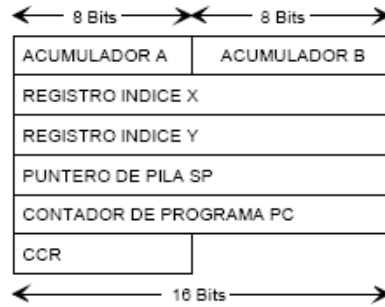 8 Bits 8 Bits
ACUMULADOR A ACUMULADOR B
REGISTRO INDICE X
REGISTRO INDICE Y
PUNTERO DE PILA SP
CONTADOR DE PROGRAMA PC
CCR
16 Bits